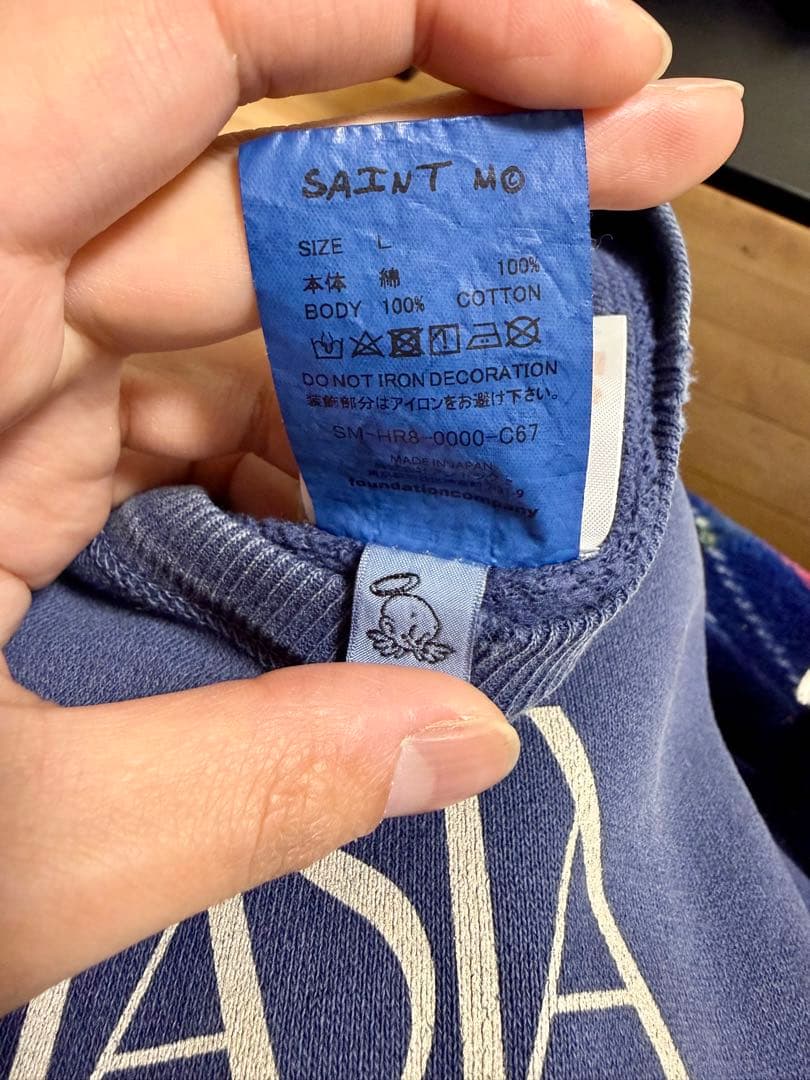 SAINT M©
SIZE L
本体 綿 100%
BODY 100% COTTON
DO NOT IRON DECORATION
装飾部分はアイロンをお避け下さい。
SM-HR8-0000-C67
MADE IN JAPAN
foundationcompany
ASIA